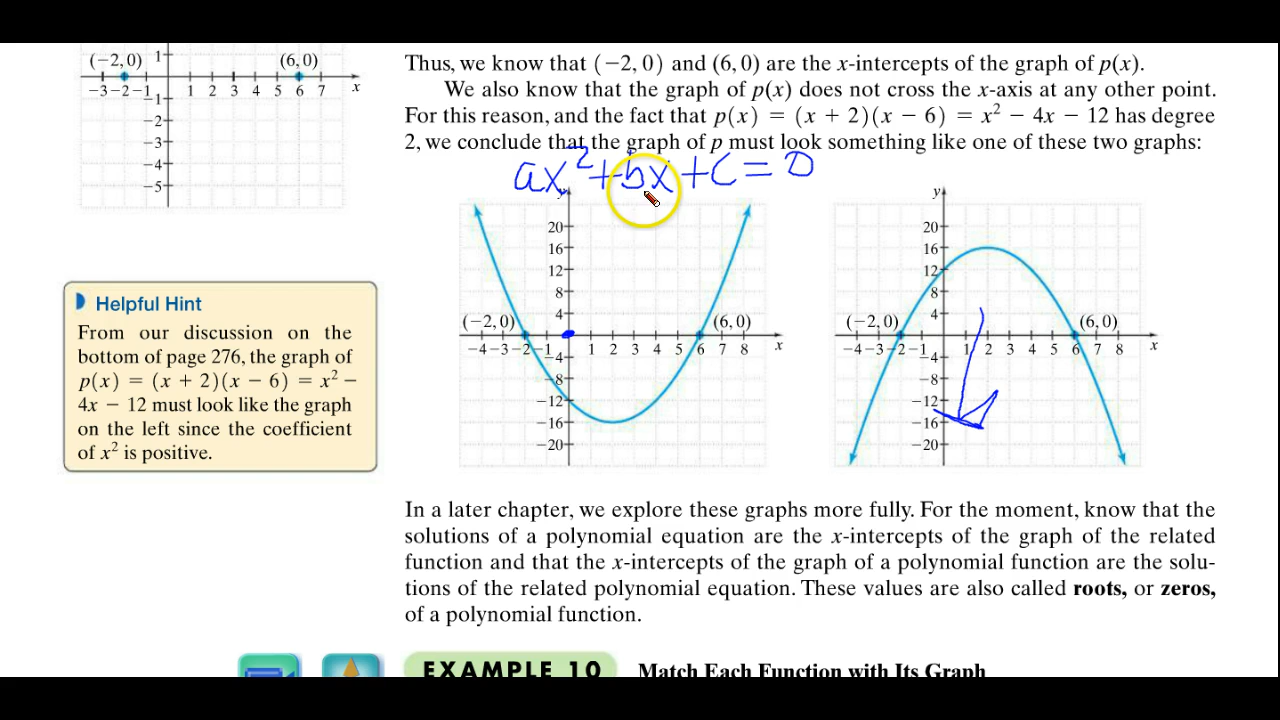 (−2, 0)
(6, 0)
1
−3 −2 −1
1 2 3 4 5 6 7
x
−1
−2
−3
−4
−5
Thus, we know that (−2, 0) and (6, 0) are the x-intercepts of the graph of p(x).
We also know that the graph of p(x) does not cross the x-axis at any other point.
For this reason, and the fact that p(x) = (x + 2)(x − 6) = x² − 4x − 12 has degree
2, we conclude that the graph of p must look something like one of these two graphs:
ax²+bx+c=0
y
20
16
12
8
4
(−2, 0)
(6, 0)
−4 −3 −2 −1
1 2 3 4 5 6 7 8
x
−4
−8
−12
−16
−20
y
20
16
12
8
4
(−2, 0)
(6, 0)
−4 −3 −2 −1
1 2 3 4 5 6 7 8
x
−4
−8
−12
−16
−20
Helpful Hint
From our discussion on the
bottom of page 276, the graph of
p(x) = (x + 2)(x − 6) = x² −
4x − 12 must look like the graph
on the left since the coefficient
of x² is positive.
In a later chapter, we explore these graphs more fully. For the moment, know that the
solutions of a polynomial equation are the x-intercepts of the graph of the related
function and that the x-intercepts of the graph of a polynomial function are the solu-
tions of the related polynomial equation. These values are also called roots, or zeros,
of a polynomial function.
EXAMPLE 10 Match Each Function with Its Graph